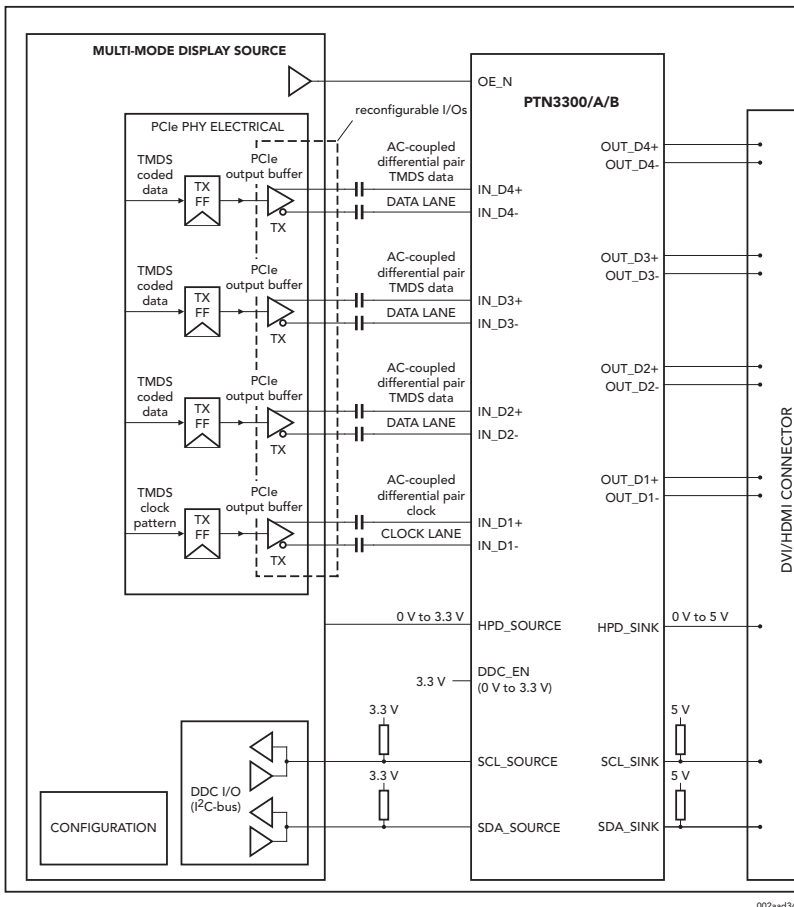 MULTI-MODE DISPLAY SOURCE
OE_N
PTN3300/A/B
reconfigurable I/Os
PCIe PHY ELECTRICAL
TMDS
coded
data
TX
FF
PCIe
output buffer
TX
AC-coupled
differential pair
TMDS data
DATA LANE
IN_D4+
IN_D4-
OUT_D4+
OUT_D4-
TMDS
coded
data
TX
FF
PCIe
output buffer
TX
AC-coupled
differential pair
TMDS data
DATA LANE
IN_D3+
IN_D3-
OUT_D3+
OUT_D3-
TMDS
coded
data
TX
FF
PCIe
output buffer
TX
AC-coupled
differential pair
TMDS data
DATA LANE
IN_D2+
IN_D2-
OUT_D2+
OUT_D2-
TMDS
clock
pattern
TX
FF
PCIe
output buffer
TX
AC-coupled
differential pair
clock
CLOCK LANE
IN_D1+
IN_D1-
OUT_D1+
OUT_D1-
DVI/HDMI CONNECTOR
0 V to 3.3 V
HPD_SOURCE
HPD_SINK
0 V to 5 V
3.3 V
DDC_EN
(0 V to 3.3 V)
3.3 V
5 V
SCL_SOURCE
SCL_SINK
3.3 V
5 V
DDC I/O
(I²C-bus)
SDA_SOURCE
SDA_SINK
CONFIGURATION